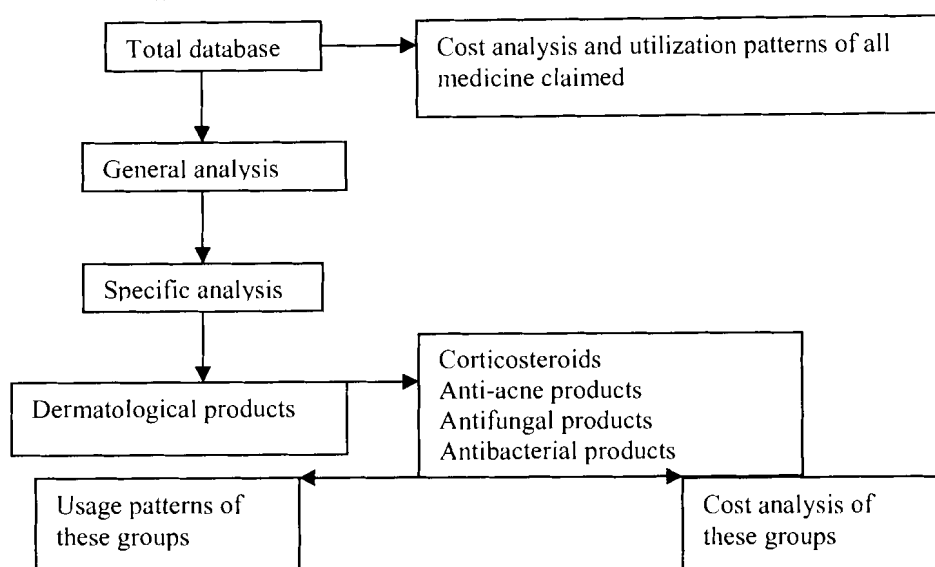 Total database
Cost analysis and utilization patterns of all
medicine claimed
General analysis
Specific analysis
Dermatological products
Corticosteroids
Anti-acne products
Antifungal products
Antibacterial products
Usage patterns of
these groups
Cost analysis of
these groups